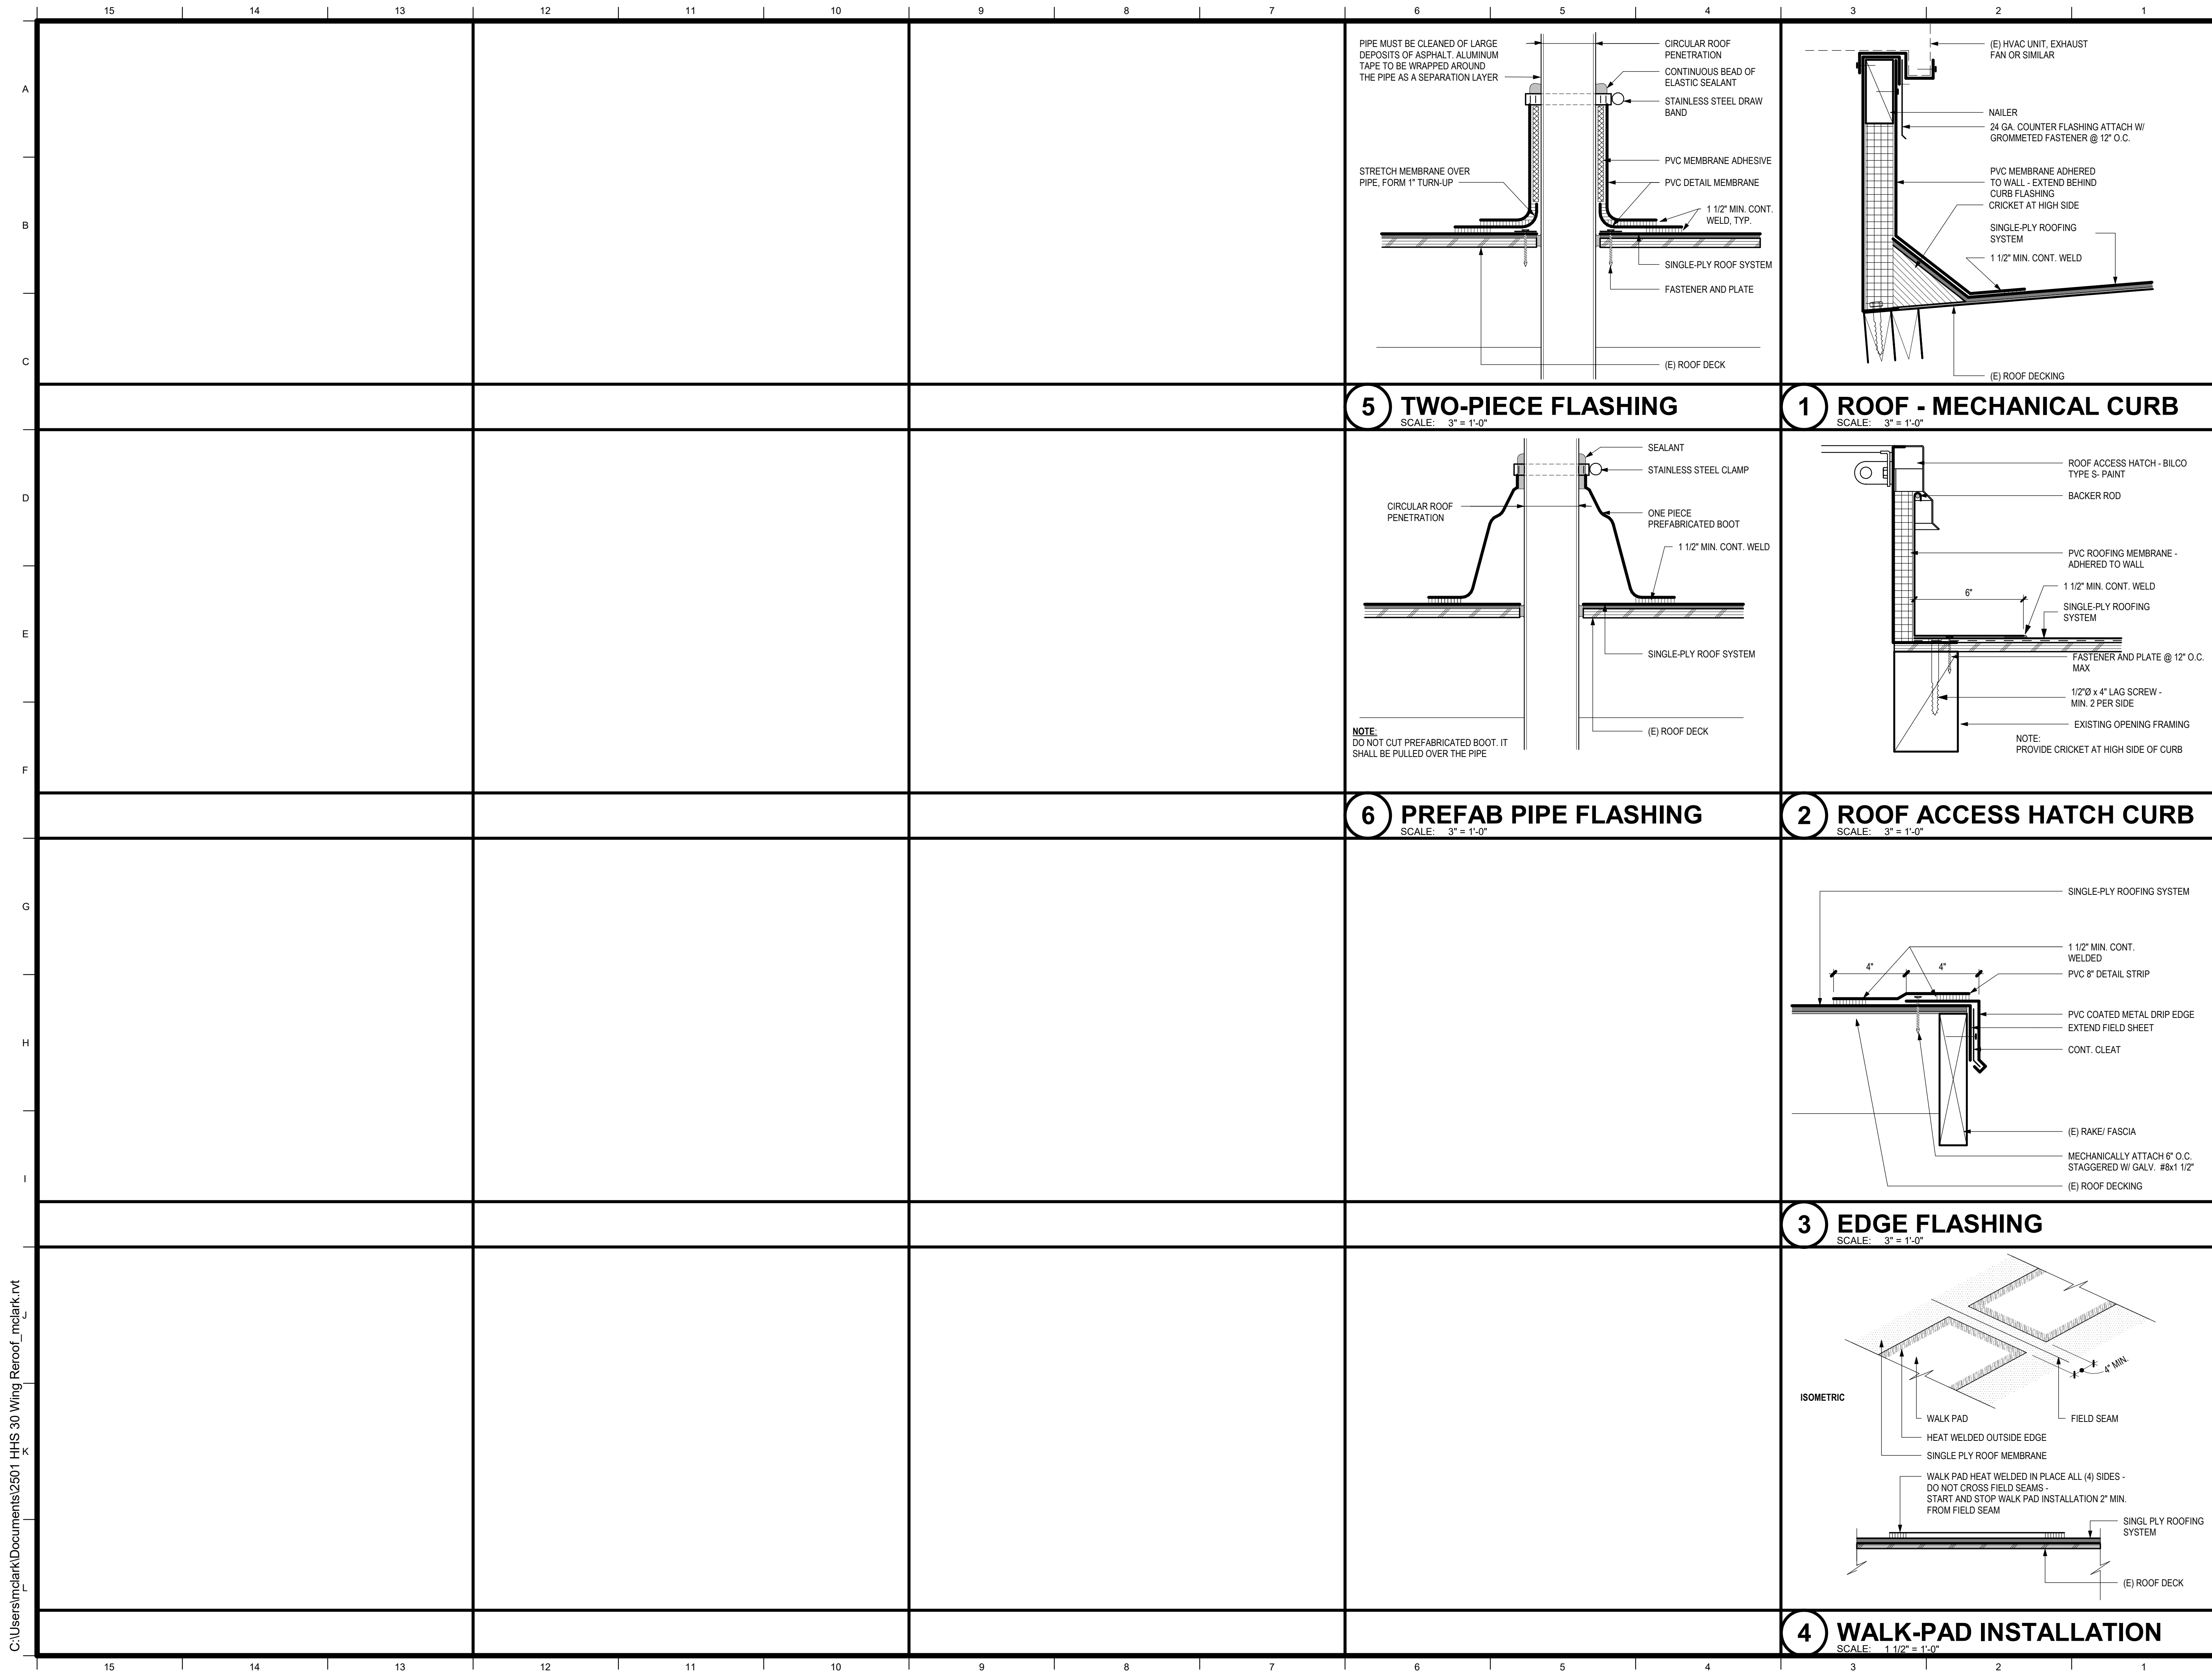 15 14 13 12 11 10 9 8 7 6 5 4 3 2 1
A
B
C
D
E
F
G
H
I
J
K
L
C:\Users\mclark\Documents\2501 HHS 30 Wing Reroof_mclark.rvt
PIPE MUST BE CLEANED OF LARGE
DEPOSITS OF ASPHALT. ALUMINUM
TAPE TO BE WRAPPED AROUND
THE PIPE AS A SEPARATION LAYER
STRETCH MEMBRANE OVER
PIPE, FORM 1" TURN-UP
CIRCULAR ROOF
PENETRATION
CONTINUOUS BEAD OF
ELASTIC SEALANT
STAINLESS STEEL DRAW
BAND
PVC MEMBRANE ADHESIVE
PVC DETAIL MEMBRANE
1 1/2" MIN. CONT.
WELD, TYP.
SINGLE-PLY ROOF SYSTEM
FASTENER AND PLATE
(E) ROOF DECK
5 TWO-PIECE FLASHING
SCALE: 3" = 1'-0"
(E) HVAC UNIT, EXHAUST
FAN OR SIMILAR
NAILER
24 GA. COUNTER FLASHING ATTACH W/
GROMMETED FASTENER @ 12" O.C.
PVC MEMBRANE ADHERED
TO WALL - EXTEND BEHIND
CURB FLASHING
CRICKET AT HIGH SIDE
SINGLE-PLY ROOFING
SYSTEM
1 1/2" MIN. CONT. WELD
(E) ROOF DECKING
1 ROOF - MECHANICAL CURB
SCALE: 3" = 1'-0"
SEALANT
STAINLESS STEEL CLAMP
CIRCULAR ROOF
PENETRATION
ONE PIECE
PREFABRICATED BOOT
1 1/2" MIN. CONT. WELD
SINGLE-PLY ROOF SYSTEM
(E) ROOF DECK
NOTE:
DO NOT CUT PREFABRICATED BOOT. IT
SHALL BE PULLED OVER THE PIPE
6 PREFAB PIPE FLASHING
SCALE: 3" = 1'-0"
ROOF ACCESS HATCH - BILCO
TYPE S- PAINT
BACKER ROD
PVC ROOFING MEMBRANE -
ADHERED TO WALL
1 1/2" MIN. CONT. WELD
6"
SINGLE-PLY ROOFING
SYSTEM
FASTENER AND PLATE @ 12" O.C.
MAX
1/2"Ø x 4" LAG SCREW -
MIN. 2 PER SIDE
EXISTING OPENING FRAMING
NOTE:
PROVIDE CRICKET AT HIGH SIDE OF CURB
2 ROOF ACCESS HATCH CURB
SCALE: 3" = 1'-0"
SINGLE-PLY ROOFING SYSTEM
1 1/2" MIN. CONT.
WELDED
4" 4"
PVC 8" DETAIL STRIP
PVC COATED METAL DRIP EDGE
EXTEND FIELD SHEET
CONT. CLEAT
(E) RAKE/ FASCIA
MECHANICALLY ATTACH 6" O.C.
STAGGERED W/ GALV. #8x1 1/2"
(E) ROOF DECKING
3 EDGE FLASHING
SCALE: 3" = 1'-0"
4" MIN.
ISOMETRIC
WALK PAD
FIELD SEAM
HEAT WELDED OUTSIDE EDGE
SINGLE PLY ROOF MEMBRANE
WALK PAD HEAT WELDED IN PLACE ALL (4) SIDES -
DO NOT CROSS FIELD SEAMS -
START AND STOP WALK PAD INSTALLATION 2" MIN.
FROM FIELD SEAM
SINGL PLY ROOFING
SYSTEM
(E) ROOF DECK
4 WALK-PAD INSTALLATION
SCALE: 1 1/2" = 1'-0"
15 14 13 12 11 10 9 8 7 6 5 4 3 2 1